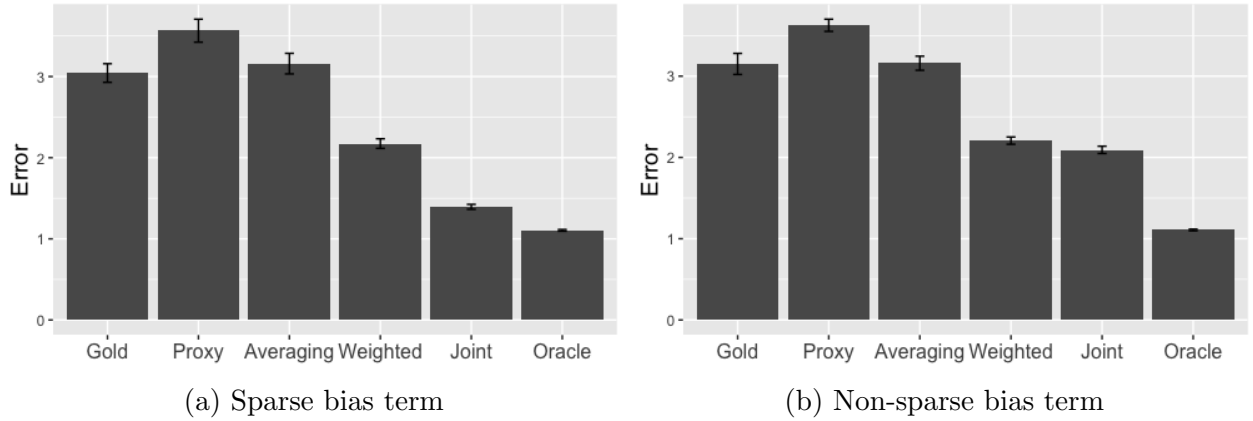 Error
3
2
1
0
Gold Proxy Averaging Weighted Joint Oracle
(a) Sparse bias term
Error
3
2
1
0
Gold Proxy Averaging Weighted Joint Oracle
(b) Non-sparse bias term